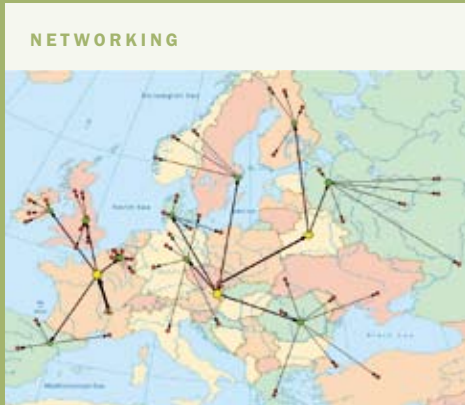 NETWORKING
Norwegian Sea
North Sea
Black Sea
Mediterranean Sea